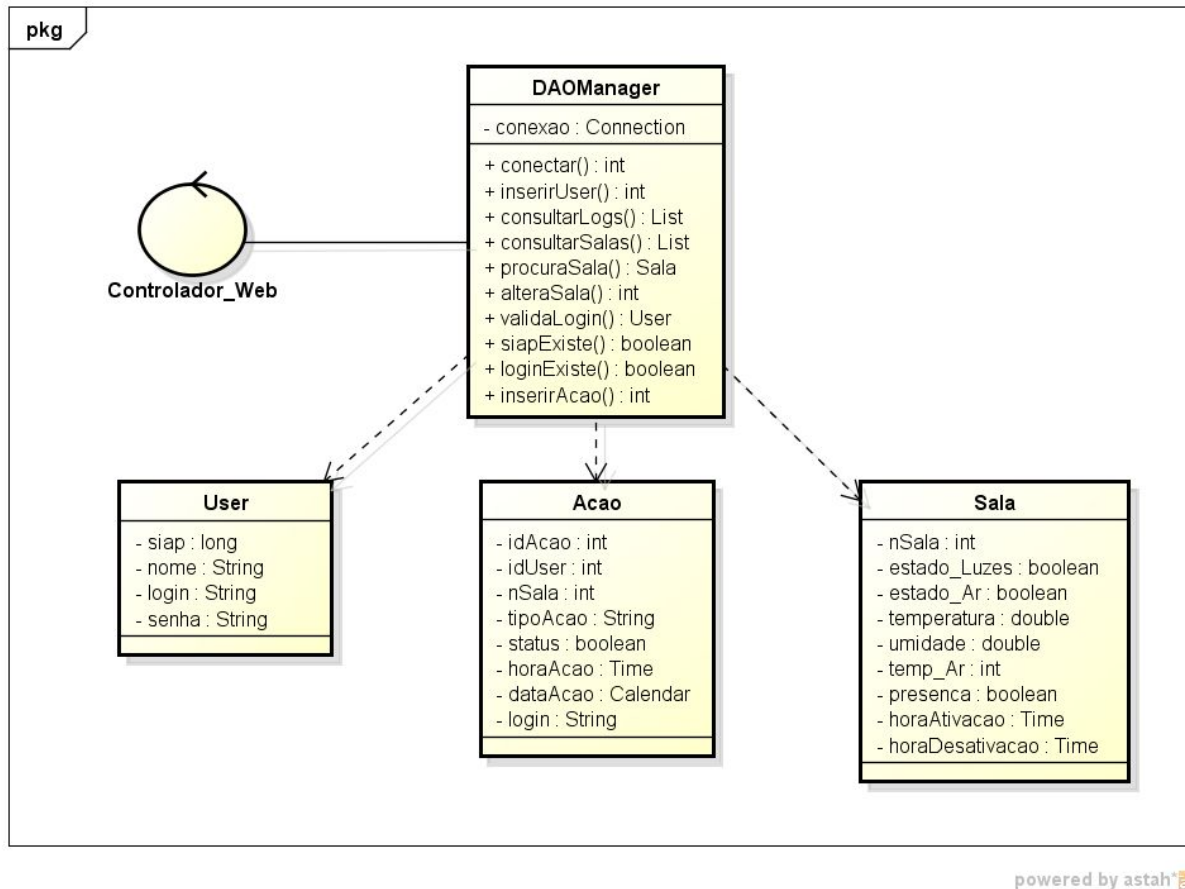 pkg
DAOManager
- conexao : Connection
+ conectar() : int
+ inserirUser() : int
+ consultarLogs() : List
+ consultarSalas() : List
+ procuraSala() : Sala
+ alteraSala() : int
+ validaLogin() : User
+ siapExiste() : boolean
+ loginExiste() : boolean
+ inserirAcao() : int
Controlador_Web
User
- siap : long
- nome : String
- login : String
- senha : String
Acao
- idAcao : int
- idUser : int
- nSala : int
- tipoAcao : String
- status : boolean
- horaAcao : Time
- dataAcao : Calendar
- login : String
Sala
- nSala : int
- estado_Luzes : boolean
- estado_Ar : boolean
- temperatura : double
- umidade : double
- temp_Ar : int
- presenca : boolean
- horaAtivacao : Time
- horaDesativacao : Time
powered by astah*